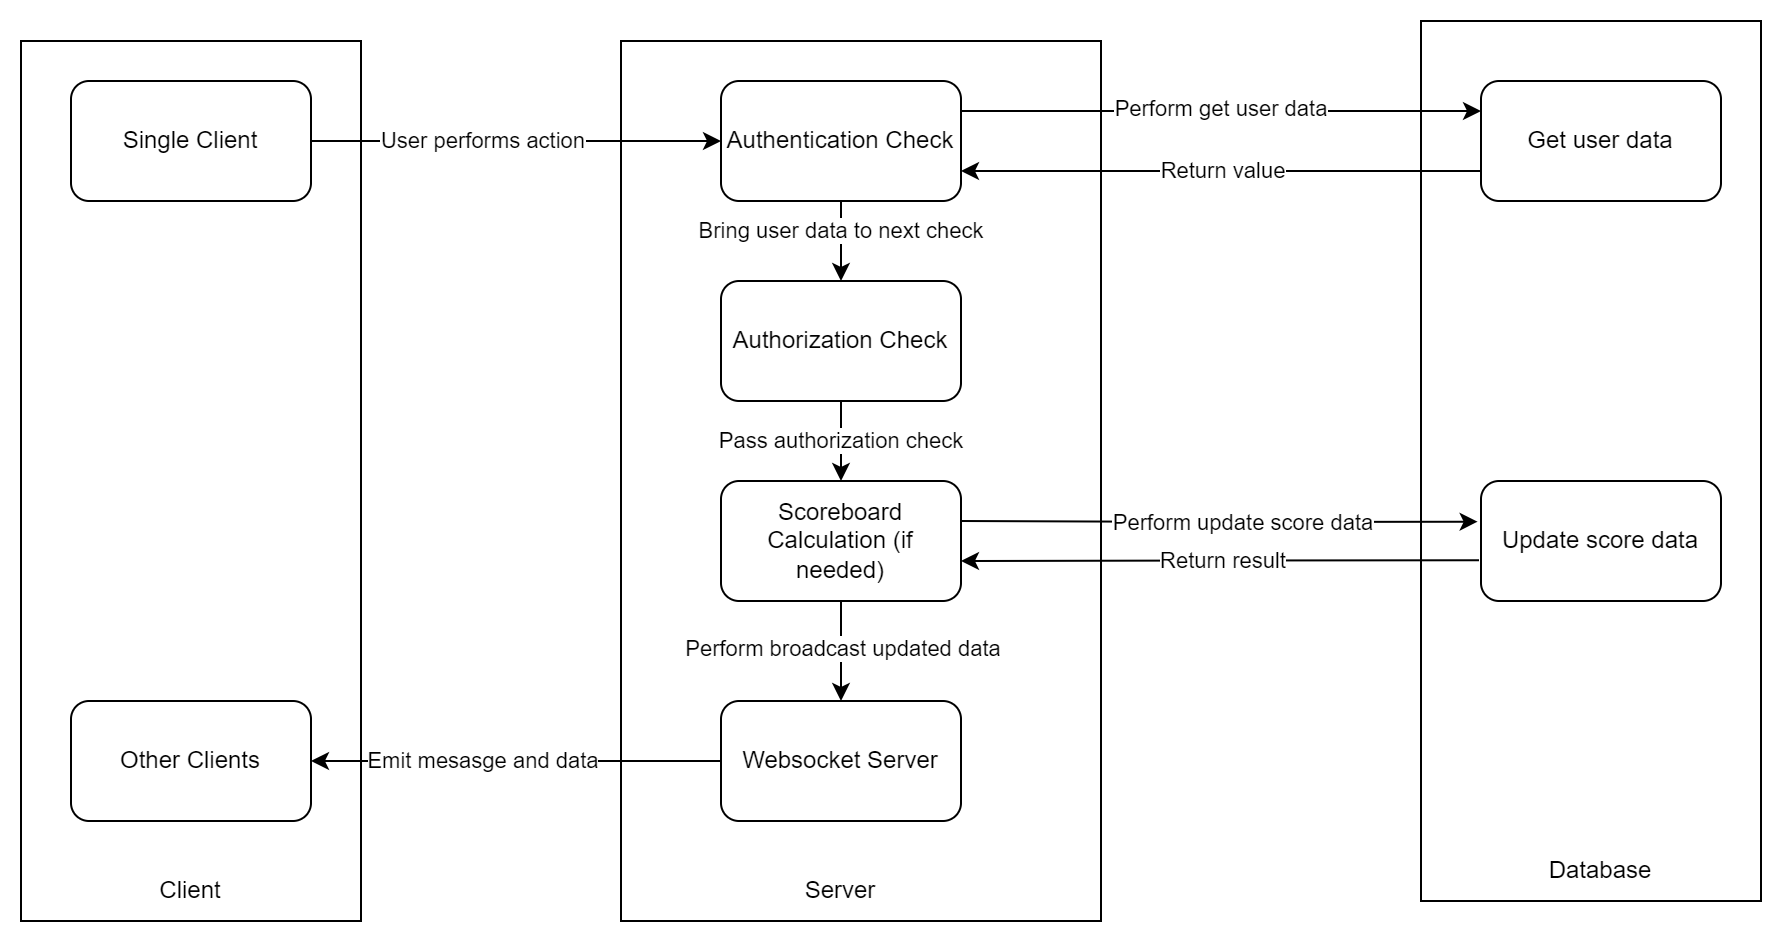 Single Client
User performs action
Authentication Check
Perform get user data
Return value
Get user data
Bring user data to next check
Authorization Check
Pass authorization check
Scoreboard
Calculation (if
needed)
Perform update score data
Return result
Update score data
Perform broadcast updated data
Other Clients
Emit mesasge and data
Websocket Server
Client
Server
Database